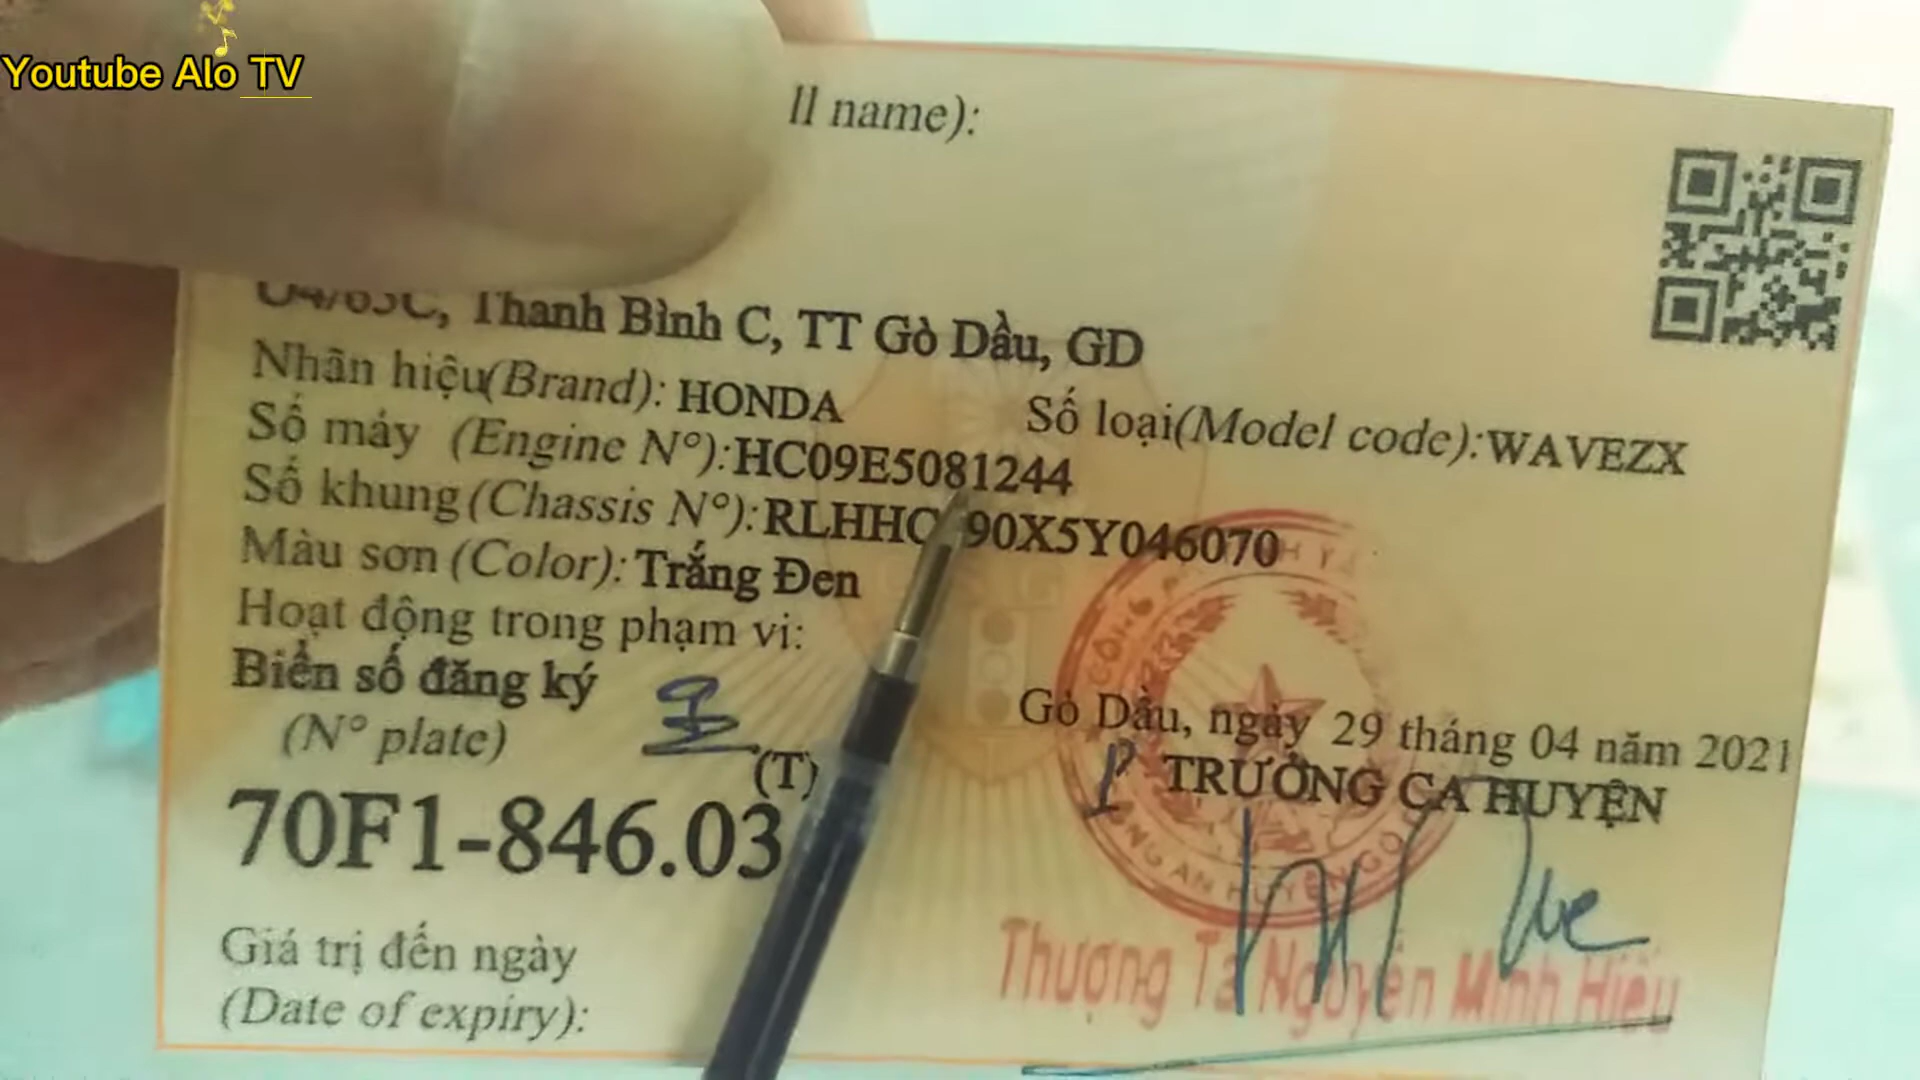 Youtube Alo TV
ll name):
Thanh Bình C, TT Gò Dầu, GD
Nhãn hiệu(Brand): HONDA
Số loại(Model code):WAVEZX
Số máy (Engine N°):HC09E5081244
Số khung(Chassis N°):RLHHC 90X5Y046070
Màu sơn (Color): Trắng Đen
Hoạt động trong phạm vi:
Biển số đăng ký
(N° plate)
(T)
70F1-846.03
Giá trị đến ngày
(Date of expiry):
Gò Dầu, ngày 29 tháng 04 năm 2021
TRƯỞNG CA HUYỆN
Thượng Tá Nguyễn Minh Hiếu